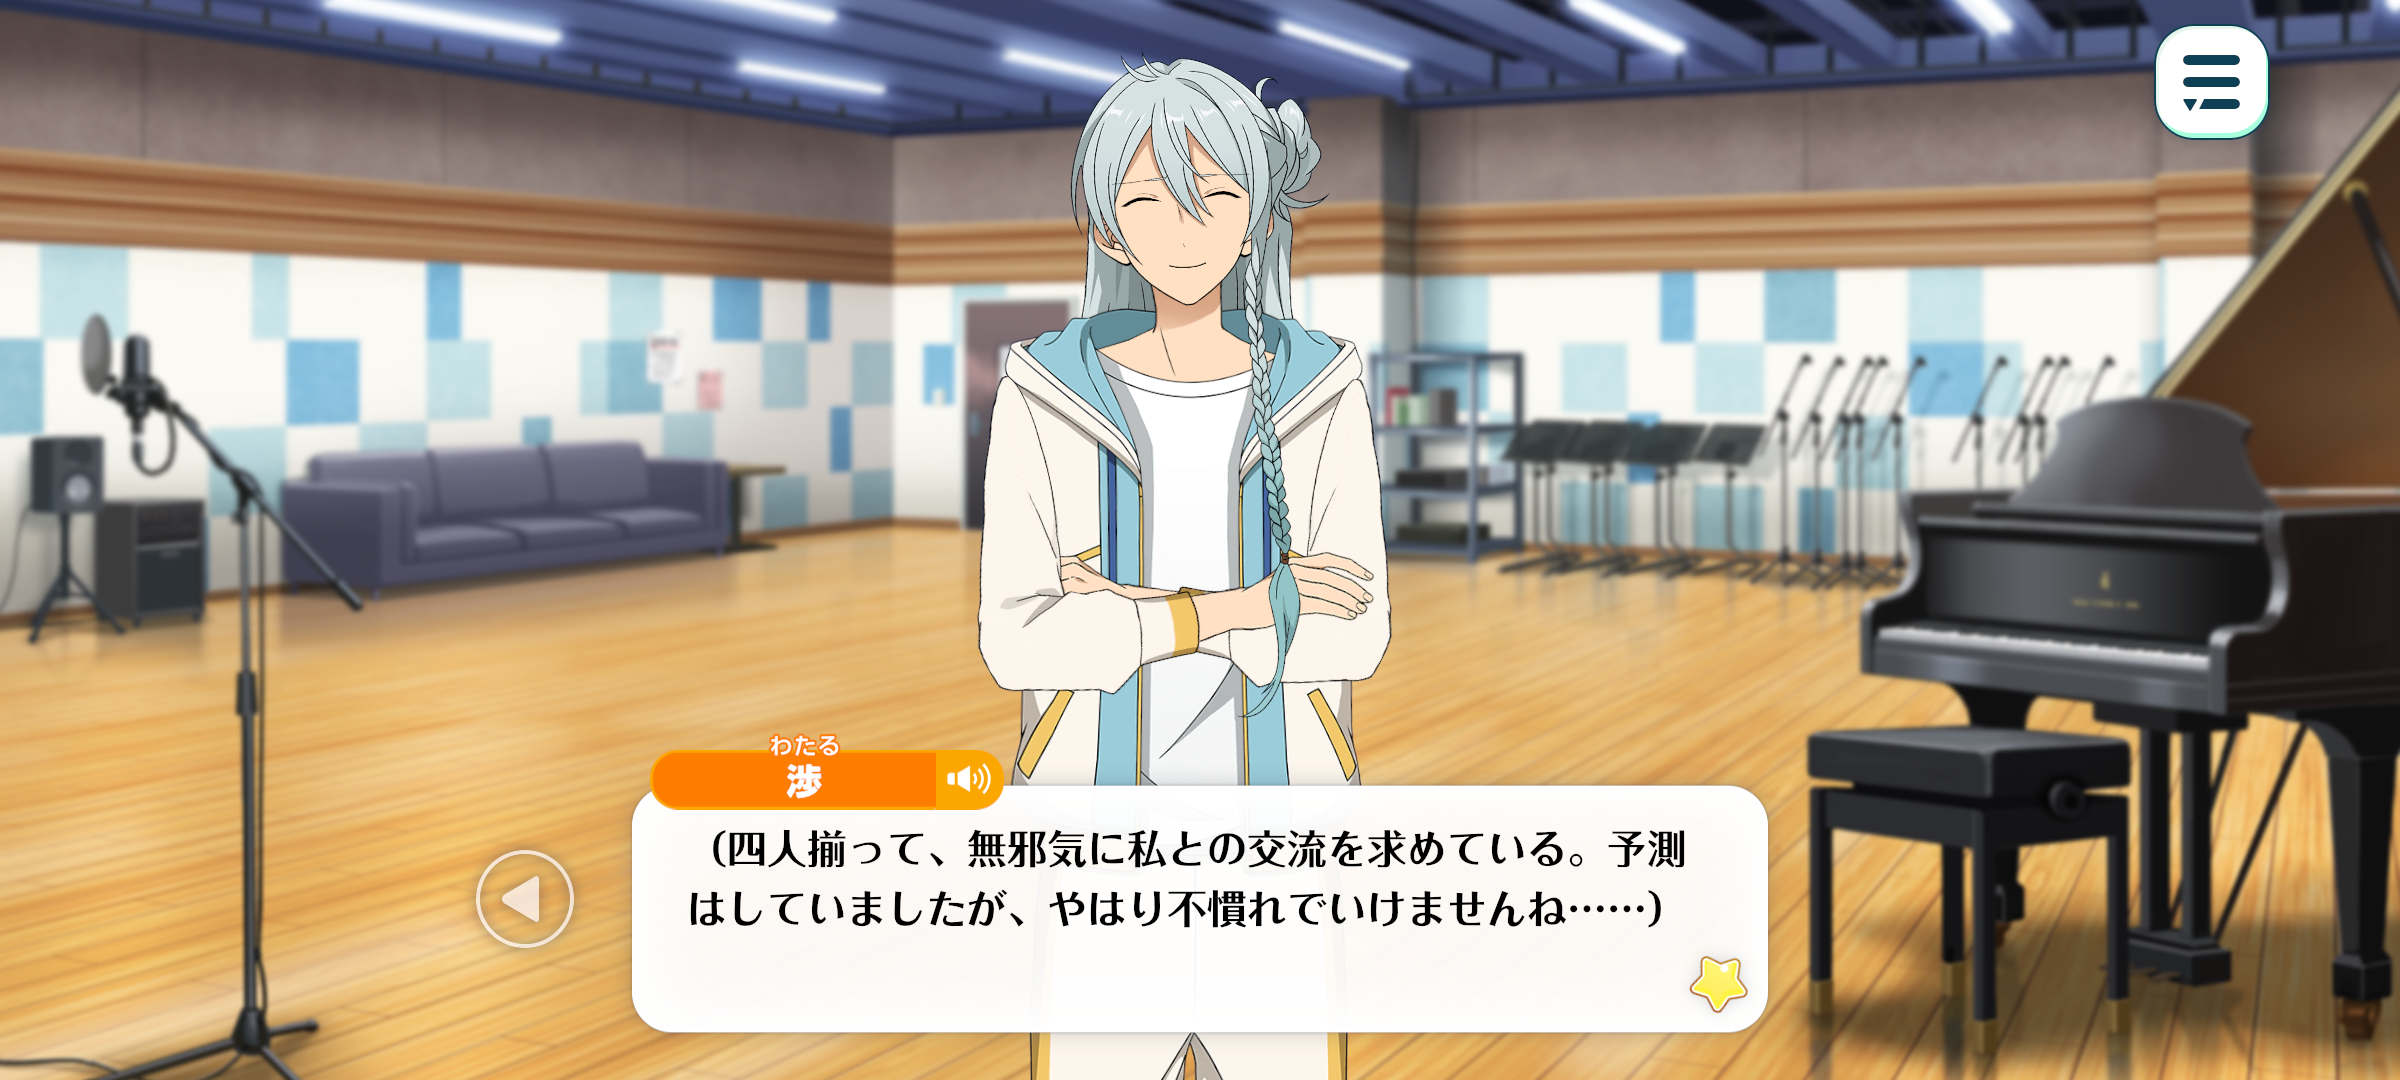 わたる
渉
（四人揃って、無邪気に私との交流を求めている。予測
はしていましたが、やはり不慣れでいけませんね……）